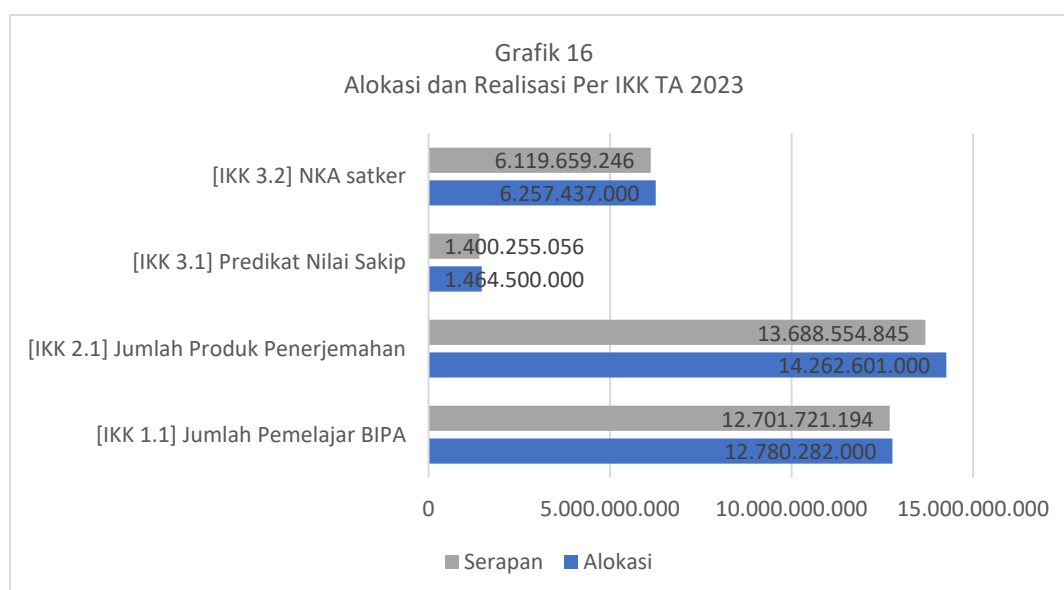 Grafik 16
Alokasi dan Realisasi Per IKK TA 2023
[IKK 3.2] NKA satker
6.119.659.246
6.257.437.000
[IKK 3.1] Predikat Nilai Sakip
1.400.255.056
1.464.500.000
[IKK 2.1] Jumlah Produk Penerjemahan
13.688.554.845
14.262.601.000
[IKK 1.1] Jumlah Pemelajar BIPA
12.701.721.194
12.780.282.000
0 5.000.000.000 10.000.000.000 15.000.000.000
Serapan Alokasi